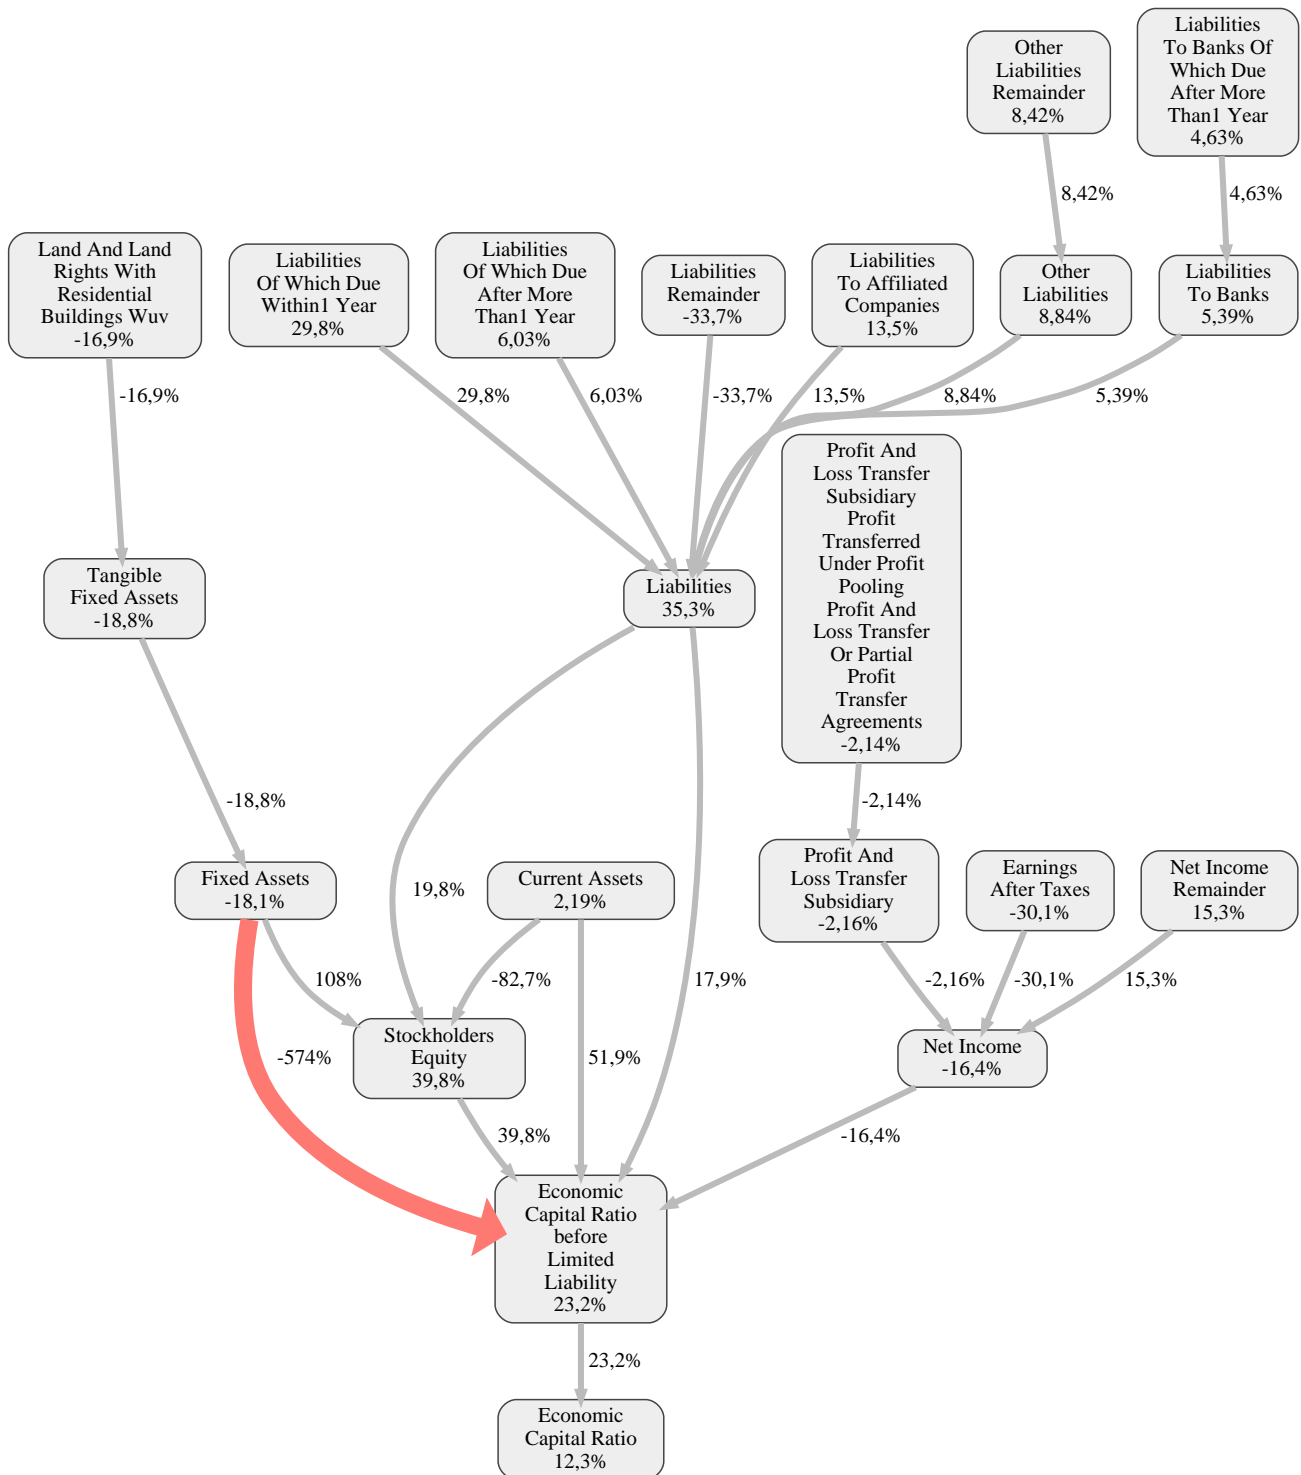 Other
Liabilities
Remainder
8,42%
Liabilities
To Banks Of
Which Due
After More
Than1 Year
4,63%
8,42%
4,63%
Land And Land
Rights With
Residential
Buildings Wuv
-16,9%
Liabilities
Of Which Due
Within1 Year
29,8%
Liabilities
Of Which Due
After More
Than1 Year
6,03%
Liabilities
Remainder
-33,7%
Liabilities
To Affiliated
Companies
13,5%
Other
Liabilities
8,84%
Liabilities
To Banks
5,39%
-16,9%
29,8%
6,03%
-33,7%
13,5%
8,84%
5,39%
Profit And
Loss Transfer
Subsidiary
Profit
Transferred
Under Profit
Pooling
Profit And
Loss Transfer
Or Partial
Profit
Transfer
Agreements
-2,14%
Tangible
Fixed Assets
-18,8%
Liabilities
35,3%
-18,8%
-2,14%
Fixed Assets
-18,1%
19,8%
Current Assets
2,19%
Profit And
Loss Transfer
Subsidiary
-2,16%
Earnings
After Taxes
-30,1%
Net Income
Remainder
15,3%
108%
-82,7%
17,9%
-2,16%
-30,1%
15,3%
Stockholders
Equity
39,8%
-574%
51,9%
Net Income
-16,4%
39,8%
-16,4%
Economic
Capital Ratio
before
Limited
Liability
23,2%
23,2%
Economic
Capital Ratio
12,3%